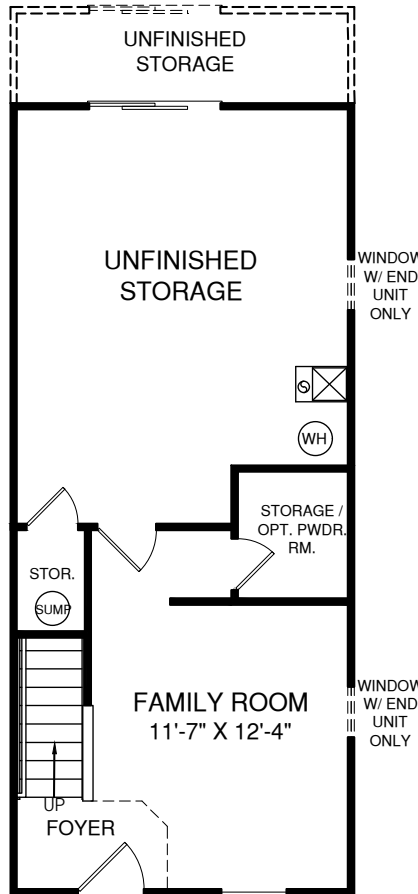 UNFINISHED
STORAGE
UNFINISHED
STORAGE
WINDOW
W/ END
UNIT
ONLY
WH
STORAGE /
OPT. PWDR.
RM.
STOR.
SUMP
FAMILY ROOM
11'-7" X 12'-4"
WINDOW
W/ END
UNIT
ONLY
UP
FOYER